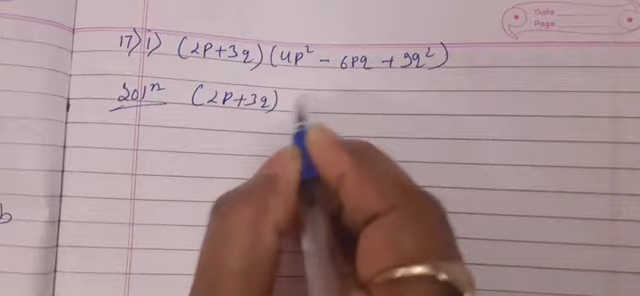 Date
Page
17) i) (2P+3q) (4P² - 6Pq + 9q²)
Solⁿ (2P+3q)
b